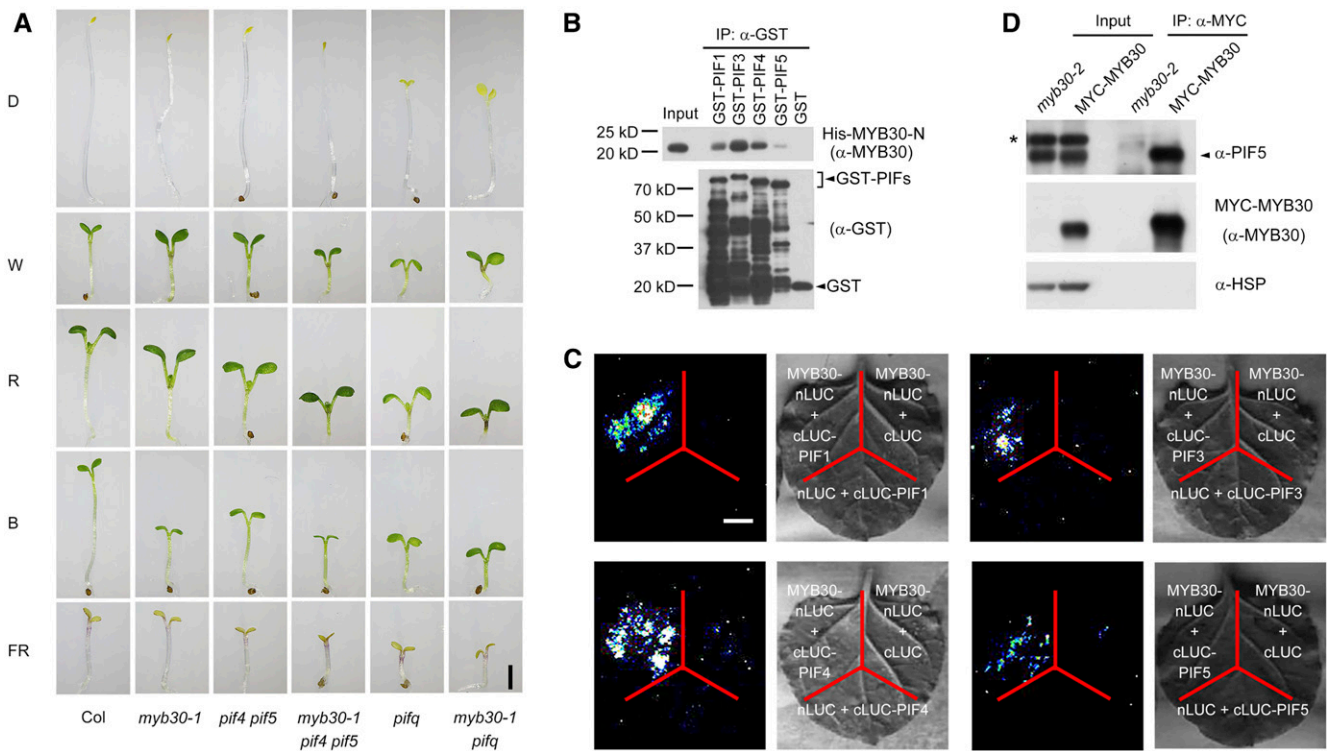 A
D
W
R
B
FR
Col
myb30-1
pif4 pif5
myb30-1
pif4 pif5
pifq
myb30-1
pifq
B
IP: α-GST
Input
GST-PIF1
GST-PIF3
GST-PIF4
GST-PIF5
GST
25 kD
20 kD
His-MYB30-N
(α-MYB30)
70 kD
50 kD
37 kD
25 kD
20 kD
GST-PIFs
(α-GST)
GST
D
Input
IP: α-MYC
myb30-2
MYC-MYB30
myb30-2
MYC-MYB30
*
α-PIF5
MYC-MYB30
(α-MYB30)
α-HSP
C
MYB30-
nLUC
+
cLUC-
PIF1
MYB30-
nLUC
+
cLUC
nLUC + cLUC-PIF1
MYB30-
nLUC
+
cLUC-
PIF3
MYB30-
nLUC
+
cLUC
nLUC + cLUC-PIF3
MYB30-
nLUC
+
cLUC-
PIF4
MYB30-
nLUC
+
cLUC
nLUC + cLUC-PIF4
MYB30-
nLUC
+
cLUC-
PIF5
MYB30-
nLUC
+
cLUC
nLUC + cLUC-PIF5